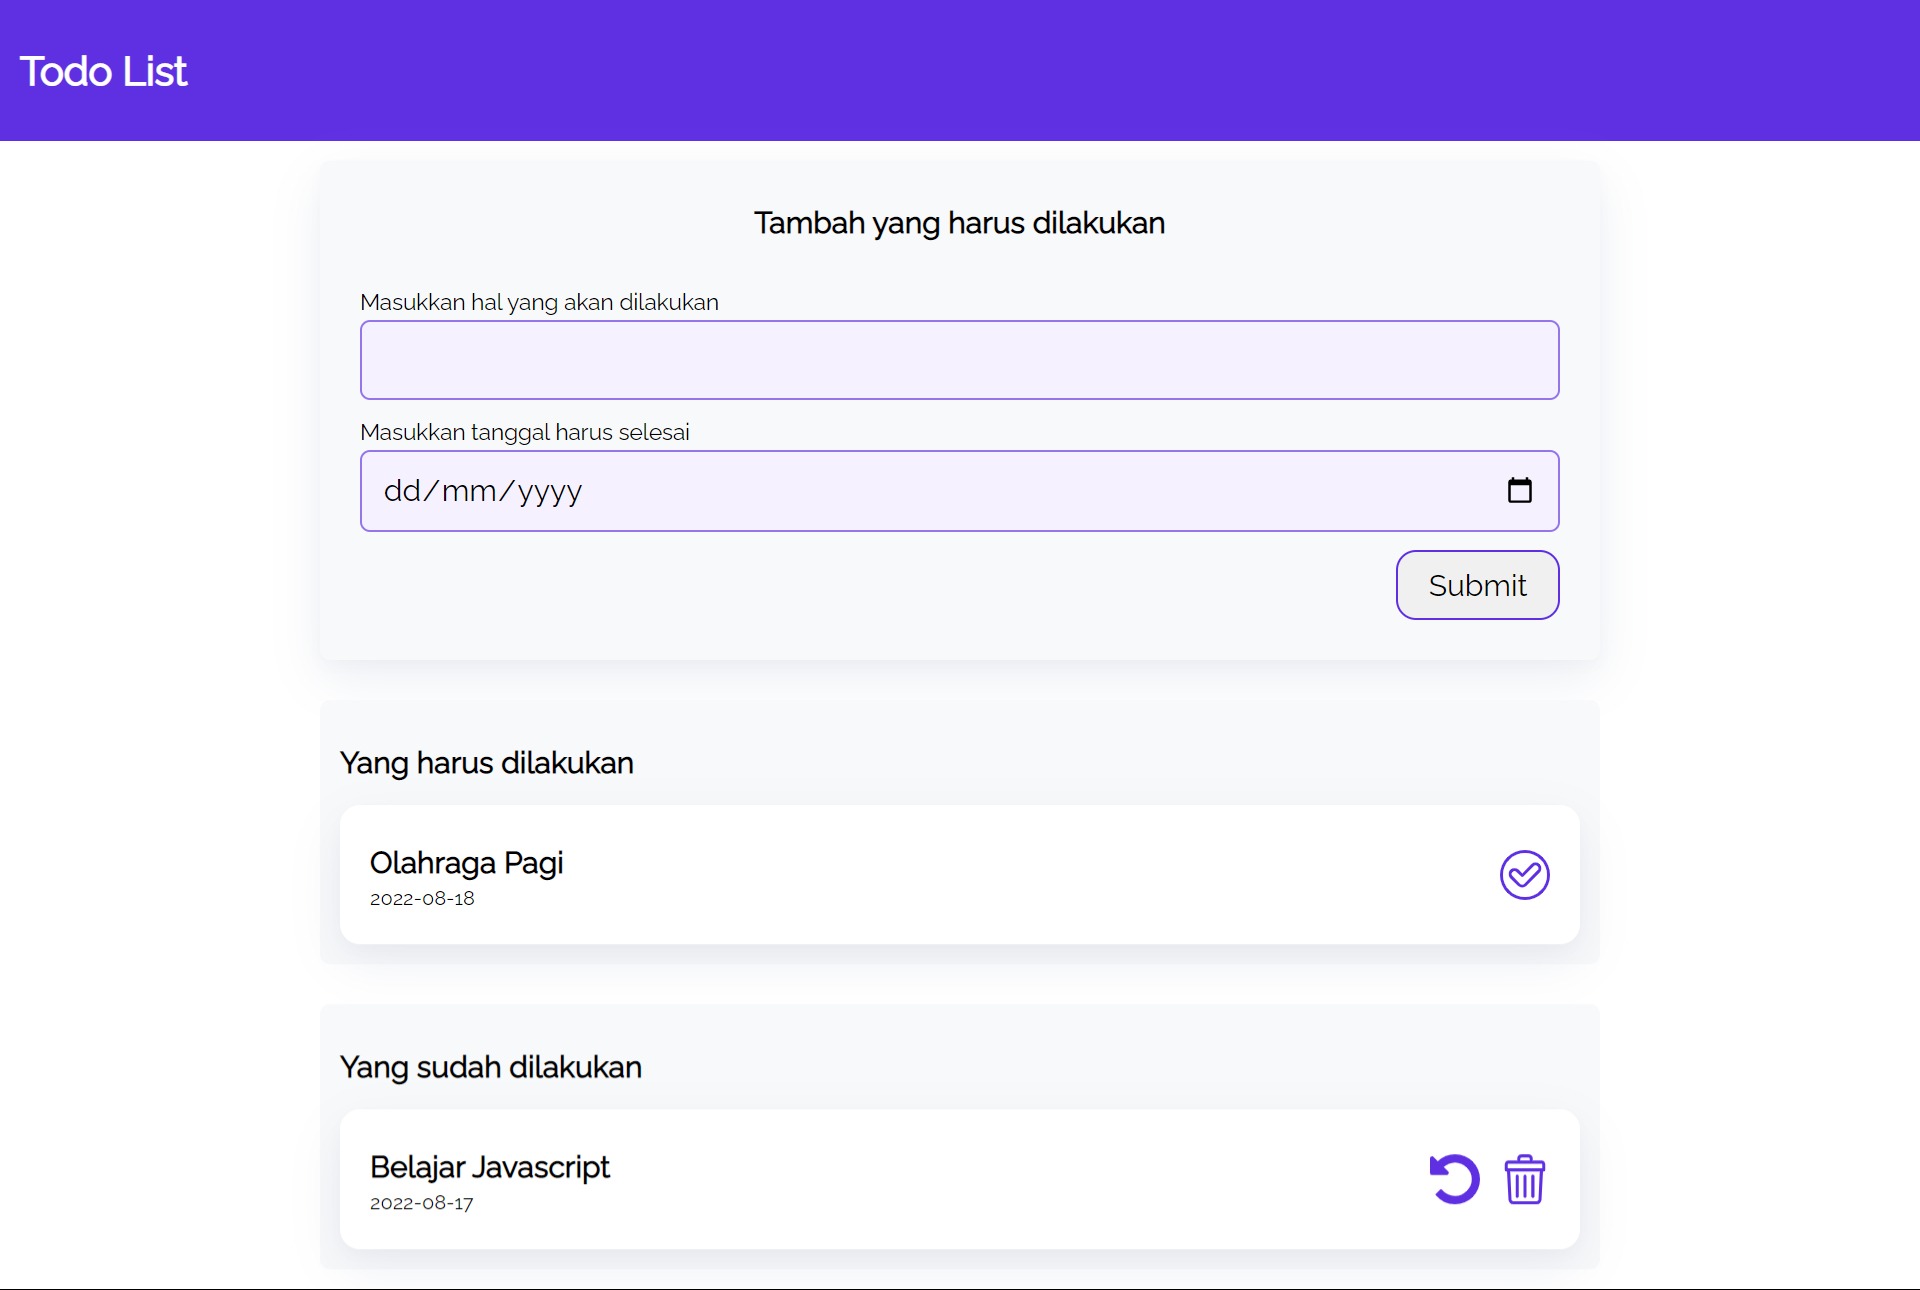 Todo List
Tambah yang harus dilakukan
Masukkan hal yang akan dilakukan
Masukkan tanggal harus selesai
dd/mm/yyyy
Submit
Yang harus dilakukan
Olahraga Pagi
2022-08-18
Yang sudah dilakukan
Belajar Javascript
2022-08-17